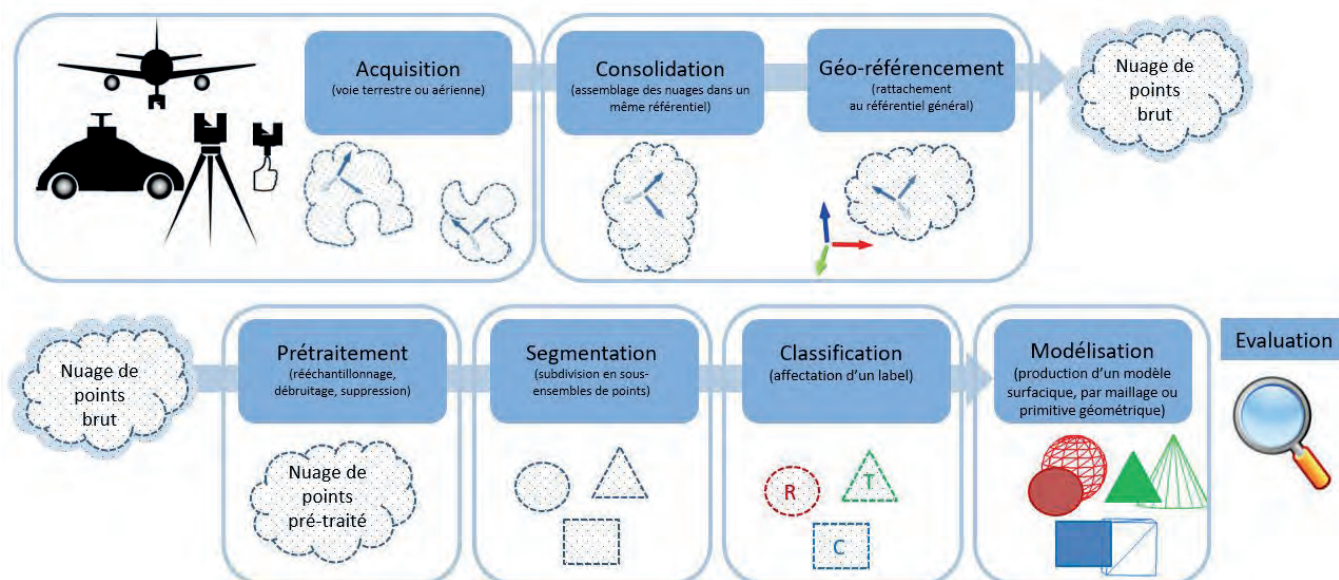 Acquisition
(voie terrestre ou aérienne)
Consolidation
(assemblage des nuages dans un
même référentiel)
Géo-référencement
(rattachement
au référentiel général)
Nuage de
points
brut
Nuage de
points
brut
Prétraitement
(rééchantillonnage,
débruitage, suppression)
Nuage de
points
pré-traité
Segmentation
(subdivision en sous-
ensembles de points)
Classification
(affectation d'un label)
R
T
C
Modélisation
(production d'un modèle
surfacique, par maillage ou
primitive géométrique)
Evaluation